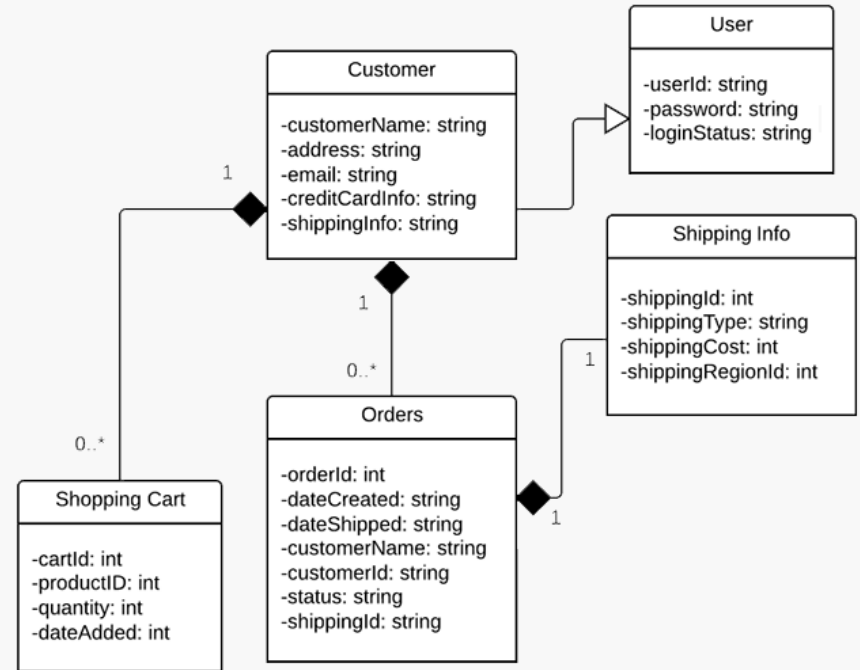 User
-userId: string
-password: string
-loginStatus: string
Customer
-customerName: string
-address: string
-email: string
-creditCardInfo: string
-shippingInfo: string
1
1
0..*
0..*
Shipping Info
-shippingId: int
-shippingType: string
-shippingCost: int
-shippingRegionId: int
1
1
Orders
-orderId: int
-dateCreated: string
-dateShipped: string
-customerName: string
-customerId: string
-status: string
-shippingId: string
Shopping Cart
-cartId: int
-productID: int
-quantity: int
-dateAdded: int